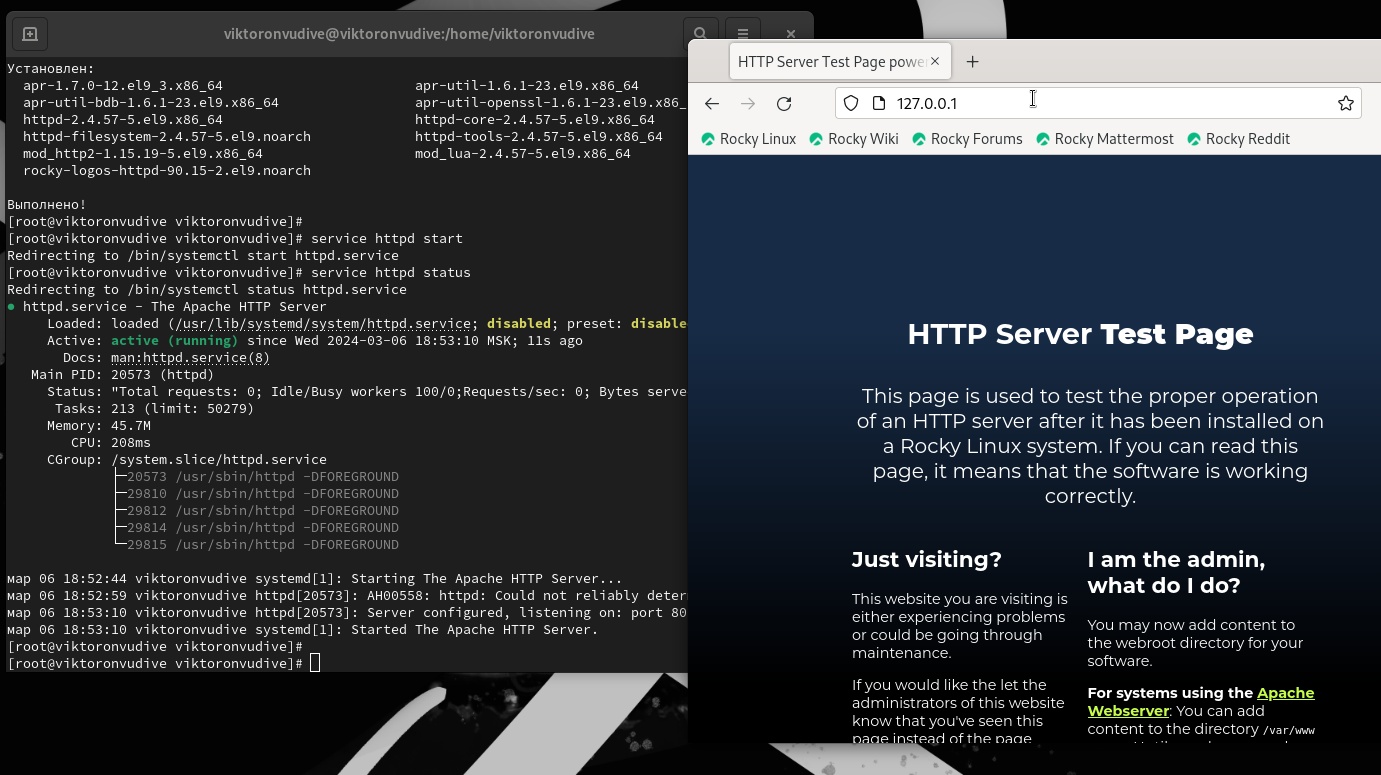 viktoronvudive@viktoronvudive:/home/viktoronvudive
Установлен:
apr-1.7.0-12.el9_3.x86_64 apr-util-1.6.1-23.el9.x86_64
apr-util-bdb-1.6.1-23.el9.x86_64 apr-util-openssl-1.6.1-23.el9.x86_
httpd-2.4.57-5.el9.x86_64 httpd-core-2.4.57-5.el9.x86_64
httpd-filesystem-2.4.57-5.el9.noarch httpd-tools-2.4.57-5.el9.x86_64
mod_http2-1.15.19-5.el9.x86_64 mod_lua-2.4.57-5.el9.x86_64
rocky-logos-httpd-90.15-2.el9.noarch
Выполнено!
[root@viktoronvudive viktoronvudive]#
[root@viktoronvudive viktoronvudive]# service httpd start
Redirecting to /bin/systemctl start httpd.service
[root@viktoronvudive viktoronvudive]# service httpd status
Redirecting to /bin/systemctl status httpd.service
● httpd.service - The Apache HTTP Server
Loaded: loaded (/usr/lib/systemd/system/httpd.service; disabled; preset: disable
Active: active (running) since Wed 2024-03-06 18:53:10 MSK; 11s ago
Docs: man:httpd.service(8)
Main PID: 20573 (httpd)
Status: "Total requests: 0; Idle/Busy workers 100/0;Requests/sec: 0; Bytes serve
Tasks: 213 (limit: 50279)
Memory: 45.7M
CPU: 208ms
CGroup: /system.slice/httpd.service
├─20573 /usr/sbin/httpd -DFOREGROUND
├─29810 /usr/sbin/httpd -DFOREGROUND
├─29812 /usr/sbin/httpd -DFOREGROUND
├─29814 /usr/sbin/httpd -DFOREGROUND
└─29815 /usr/sbin/httpd -DFOREGROUND
мар 06 18:52:44 viktoronvudive systemd[1]: Starting The Apache HTTP Server...
мар 06 18:52:59 viktoronvudive httpd[20573]: AH00558: httpd: Could not reliably deter
мар 06 18:53:10 viktoronvudive httpd[20573]: Server configured, listening on: port 80
мар 06 18:53:10 viktoronvudive systemd[1]: Started The Apache HTTP Server.
[root@viktoronvudive viktoronvudive]#
[root@viktoronvudive viktoronvudive]#
HTTP Server Test Page powe
127.0.0.1
Rocky Linux Rocky Wiki Rocky Forums Rocky Mattermost Rocky Reddit
HTTP Server Test Page
This page is used to test the proper operation
of an HTTP server after it has been installed on
a Rocky Linux system. If you can read this
page, it means that the software is working
correctly.
Just visiting?
This website you are visiting is
either experiencing problems
or could be going through
maintenance.
If you would like the let the
administrators of this website
know that you've seen this
page instead of the page
I am the admin,
what do I do?
You may now add content to
the webroot directory for your
software.
For systems using the Apache
Webserver: You can add
content to the directory /var/www